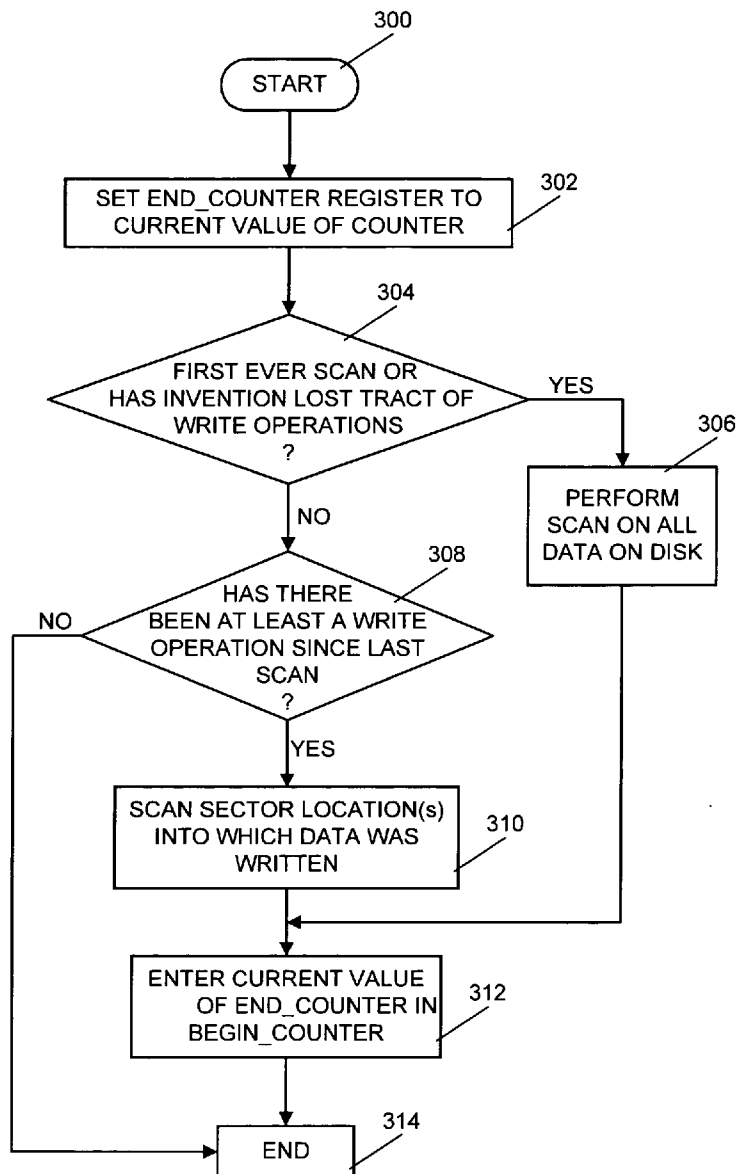 300
START
SET END_COUNTER REGISTER TO
CURRENT VALUE OF COUNTER
302
304
FIRST EVER SCAN OR
HAS INVENTION LOST TRACT OF
WRITE OPERATIONS
?
YES
306
PERFORM
SCAN ON ALL
DATA ON DISK
NO
308
HAS THERE
BEEN AT LEAST A WRITE
OPERATION SINCE LAST
SCAN
?
NO
YES
SCAN SECTOR LOCATION(s)
INTO WHICH DATA WAS
WRITTEN
310
ENTER CURRENT VALUE
OF END_COUNTER IN
BEGIN_COUNTER
312
END
314